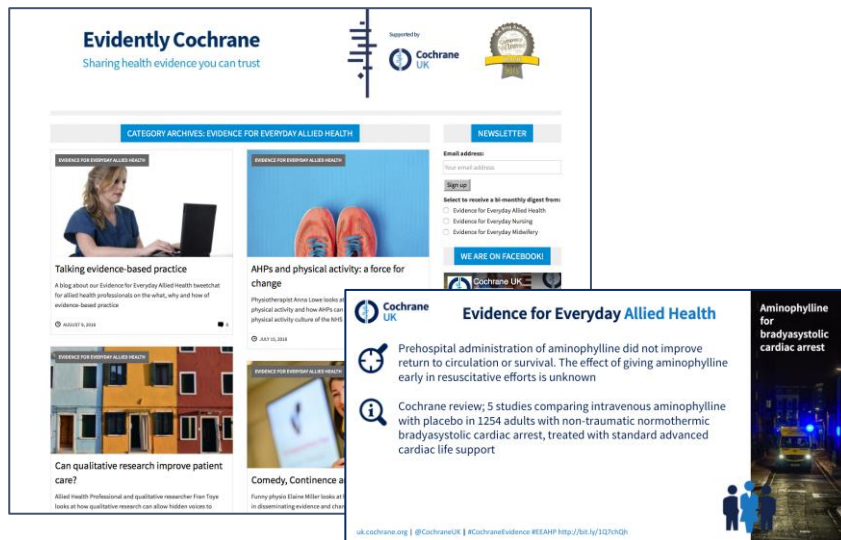 Evidently Cochrane
Sharing health evidence you can trust
Supported by
Cochrane
UK
CATEGORY ARCHIVES: EVIDENCE FOR EVERYDAY ALLIED HEALTH
NEWSLETTER
EVIDENCE FOR EVERYDAY ALLIED HEALTH
Talking evidence-based practice
A blog about our Evidence for Everyday Allied Health tweetchat
for allied health professionals on the what, why and how of
evidence-based practice
AUGUST 9, 2016
0
EVIDENCE FOR EVERYDAY ALLIED HEALTH
AHPs and physical activity: a force for
change
Physiotherapist Anna Lowe looks at
physical activity and how AHPs can
physical activity culture of the NHS
JULY 15, 2016
Email address:
Your email address
Sign up
Select to receive a bi-monthly digest from:
Evidence for Everyday Allied Health
Evidence for Everyday Nursing
Evidence for Everyday Midwifery
WE ARE ON FACEBOOK!
Cochrane UK
EVIDENCE FOR EVERYDAY ALLIED HEALTH
Can qualitative research improve patient
care?
Allied Health Professional and qualitative researcher Fran Toye
looks at how qualitative research can allow hidden voices to
EVIDENCE FOR EVERYDAY ALLIED HEALTH
Comedy, Continence a
Funny physio Elaine Miller looks at
in disseminating evidence and chan
Cochrane
UK
Evidence for Everyday Allied Health
Prehospital administration of aminophylline did not improve
return to circulation or survival. The effect of giving aminophylline
early in resuscitative efforts is unknown
Cochrane review; 5 studies comparing intravenous aminophylline
with placebo in 1254 adults with non-traumatic normothermic
bradyasystolic cardiac arrest, treated with standard advanced
cardiac life support
Aminophylline
for
bradyasystolic
cardiac arrest
uk.cochrane.org | @CochraneUK | #CochraneEvidence #EEAHP http://bit.ly/1Q7chQh